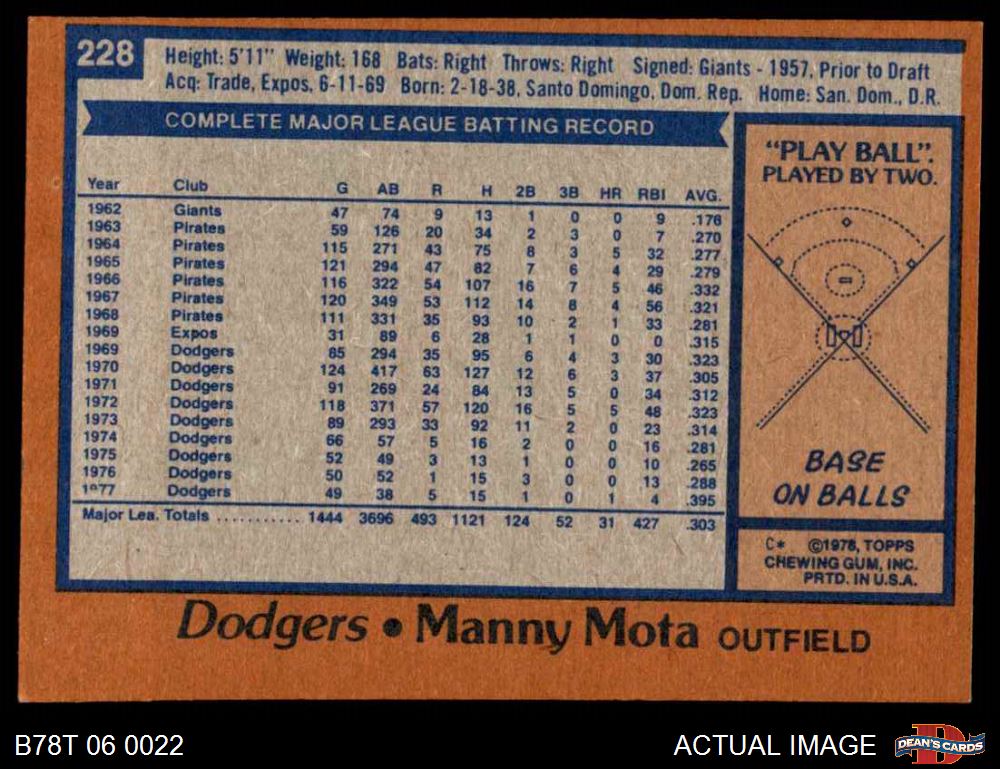 228
Height: 5'11" Weight: 168 Bats: Right Throws: Right Signed: Giants - 1957, Prior to Draft
Acq: Trade, Expos, 6-11-69 Born: 2-18-38, Santo Domingo, Dom. Rep. Home: San. Dom., D.R.
COMPLETE MAJOR LEAGUE BATTING RECORD
Year Club G AB R H 2B 3B HR RBI AVG.
1962 Giants 47 74 9 13 1 0 0 9 .176
1963 Pirates 59 126 20 34 2 3 0 7 .270
1964 Pirates 115 271 43 75 8 3 5 32 .277
1965 Pirates 121 294 47 82 7 6 4 29 .279
1966 Pirates 116 322 54 107 16 7 5 46 .332
1967 Pirates 120 349 53 112 14 8 4 56 .321
1968 Pirates 111 331 35 93 10 2 1 33 .281
1969 Expos 31 89 6 28 1 1 0 0 .315
1969 Dodgers 85 294 35 95 6 4 3 30 .323
1970 Dodgers 124 417 63 127 12 6 3 37 .305
1971 Dodgers 91 269 24 84 13 5 0 34 .312
1972 Dodgers 118 371 57 120 16 5 5 48 .323
1973 Dodgers 89 293 33 92 11 2 0 23 .314
1974 Dodgers 66 57 5 16 2 0 0 16 .281
1975 Dodgers 52 49 3 13 1 0 0 10 .265
1976 Dodgers 50 52 1 15 3 0 0 13 .288
1977 Dodgers 49 38 5 15 1 0 1 4 .395
Major Lea. Totals ........... 1444 3696 493 1121 124 52 31 427 .303
"PLAY BALL".
PLAYED BY TWO.
BASE
ON BALLS
C* ©1978, TOPPS
CHEWING GUM, INC.
PRTD. IN U.S.A.
Dodgers • Manny Mota OUTFIELD
B78T 06 0022
ACTUAL IMAGE
D
DEAN'S CARDS